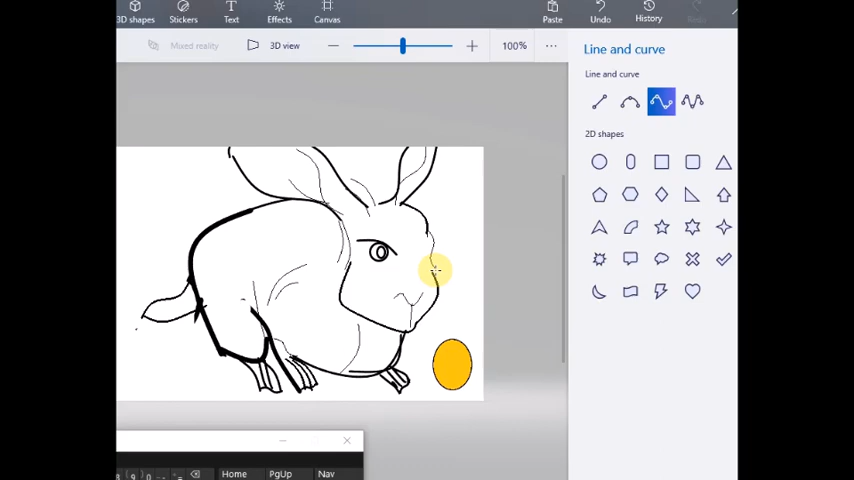 3D shapes Stickers Text Effects Canvas Paste Undo History Redo
Mixed reality 3D view 100%
Line and curve
Line and curve
2D shapes
Home PgUp Nav